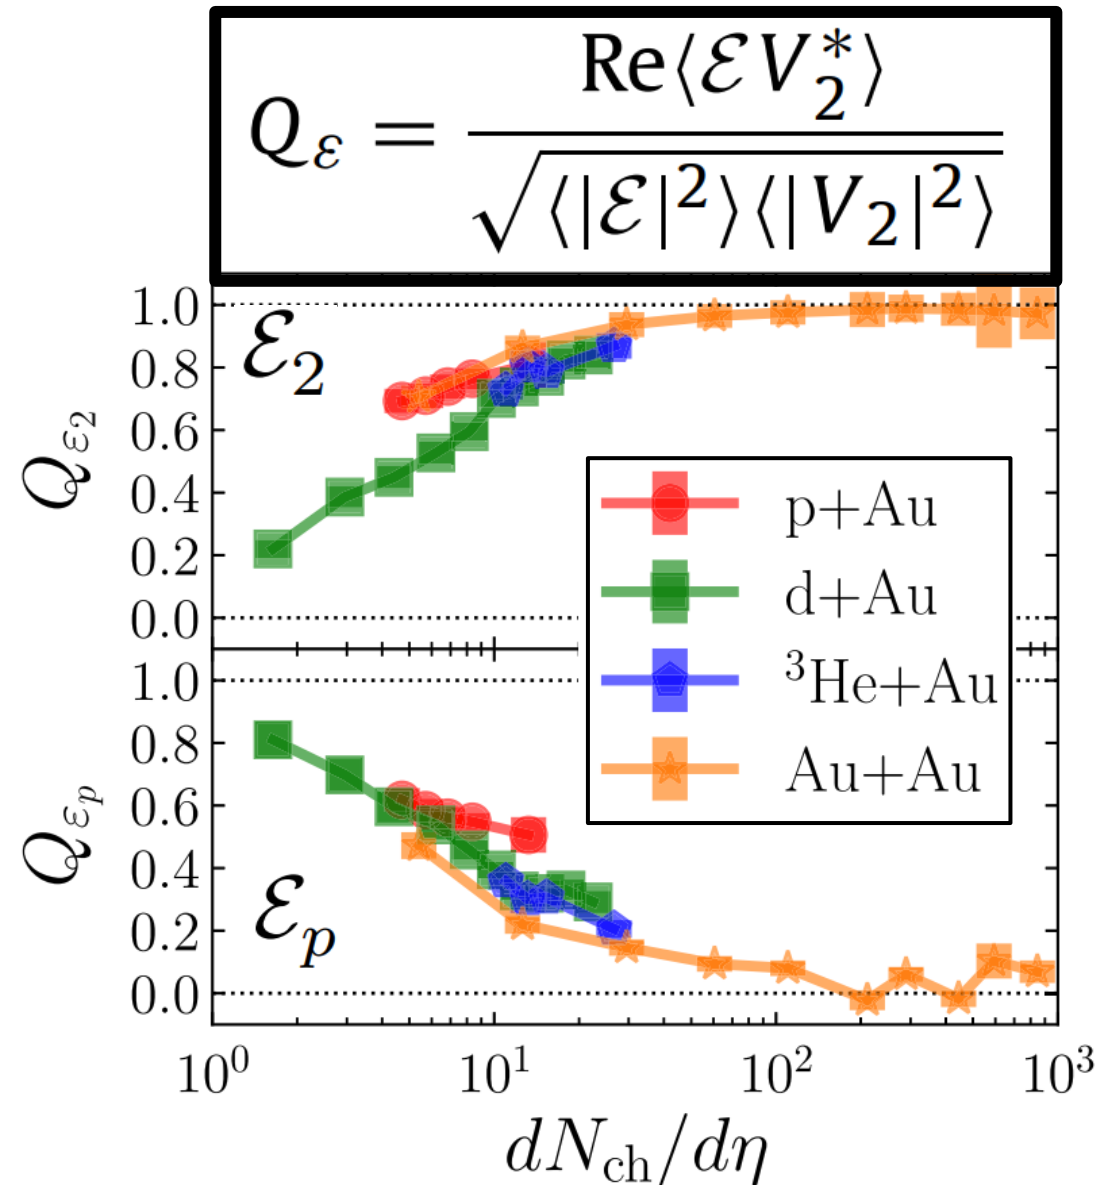 Q_ε = Re⟨ℰV₂*⟩ / √⟨|ℰ|²⟩⟨|V₂|²⟩
ℰ₂
1.0
0.8
0.6
0.4
0.2
0.0
Q_ε₂
p+Au
d+Au
³He+Au
Au+Au
1.0
0.8
0.6
0.4
0.2
0.0
Q_εₚ
ℰₚ
10⁰ 10¹ 10² 10³
dN_ch/dη